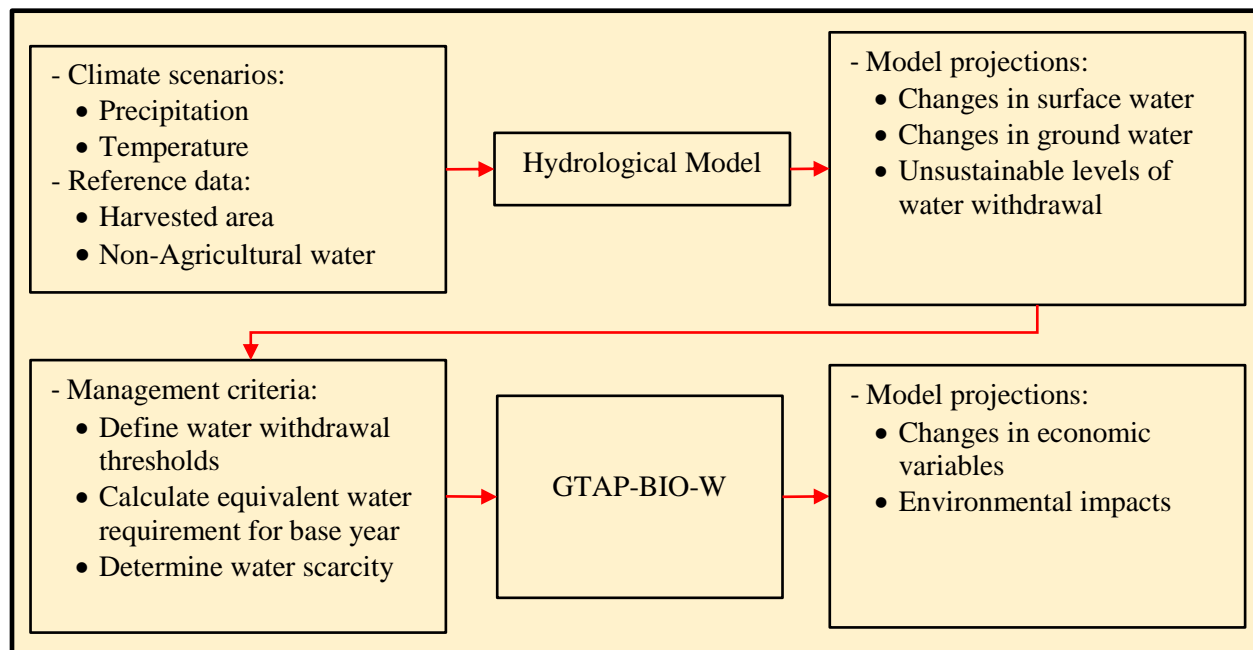 - Climate scenarios:
• Precipitation
• Temperature
- Reference data:
• Harvested area
• Non-Agricultural water
Hydrological Model
- Model projections:
• Changes in surface water
• Changes in ground water
• Unsustainable levels of
water withdrawal
- Management criteria:
• Define water withdrawal
thresholds
• Calculate equivalent water
requirement for base year
• Determine water scarcity
GTAP-BIO-W
- Model projections:
• Changes in economic
variables
• Environmental impacts